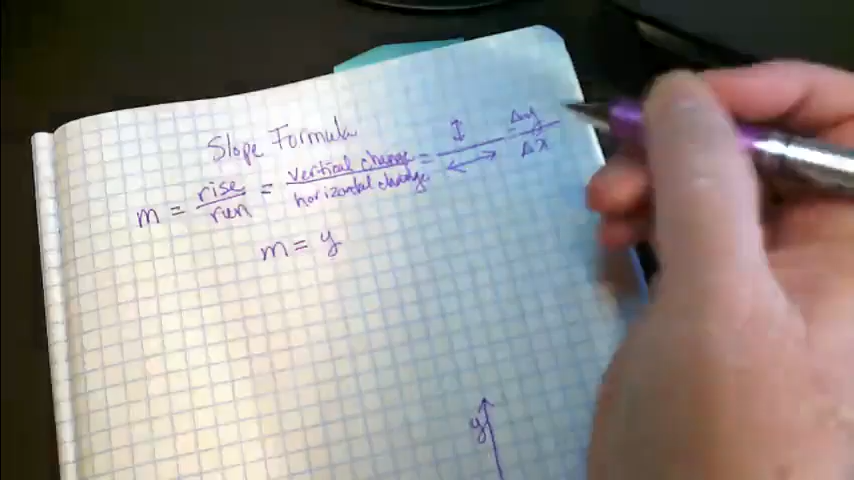 Slope Formula
m = rise/run = vertical change/horizontal change = ↕/↔ = Δy/Δx
m = y
y